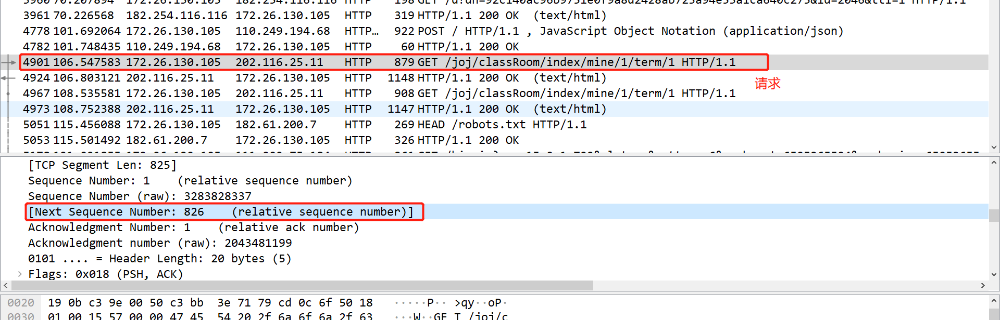 3960 70.207894 172.26.130.105 182.254.116.116 HTTP 198 GET
3961 70.226568 182.254.116.116 172.26.130.105 HTTP 319 HTTP/1.1 200 OK (text/html)
4778 101.692064 172.26.130.105 110.249.194.68 HTTP… 922 POST / HTTP/1.1 , JavaScript Object Notation (application/json)
4782 101.748435 110.249.194.68 172.26.130.105 HTTP 60 HTTP/1.1 200 OK
4901 106.547583 172.26.130.105 202.116.25.11 HTTP 879 GET /joj/classRoom/index/mine/1/term/1 HTTP/1.1
4924 106.803121 202.116.25.11 172.26.130.105 HTTP 1148 HTTP/1.1 200 OK (text/html)
请求
4967 108.535581 172.26.130.105 202.116.25.11 HTTP 908 GET /joj/classRoom/index/mine/1/term/1 HTTP/1.1
4973 108.752388 202.116.25.11 172.26.130.105 HTTP 1147 HTTP/1.1 200 OK (text/html)
5051 115.456088 172.26.130.105 182.61.200.7 HTTP 269 HEAD /robots.txt HTTP/1.1
5053 115.501492 182.61.200.7 172.26.130.105 HTTP 326 HTTP/1.1 200 OK
[TCP Segment Len: 825]
Sequence Number: 1 (relative sequence number)
Sequence Number (raw): 3283828337
[Next Sequence Number: 826 (relative sequence number)]
Acknowledgment Number: 1 (relative ack number)
Acknowledgment number (raw): 2043481199
0101 .... = Header Length: 20 bytes (5)
Flags: 0x018 (PSH, ACK)
0020 19 0b c3 9e 00 50 c3 bb 3e 71 79 cd 0c 6f 50 18 ·····P·· >qy··oP·
0030 01 00 15 57 00 00 47 45 54 20 2f 6a 6f 6a 2f 63 ···W··GE T /joj/c